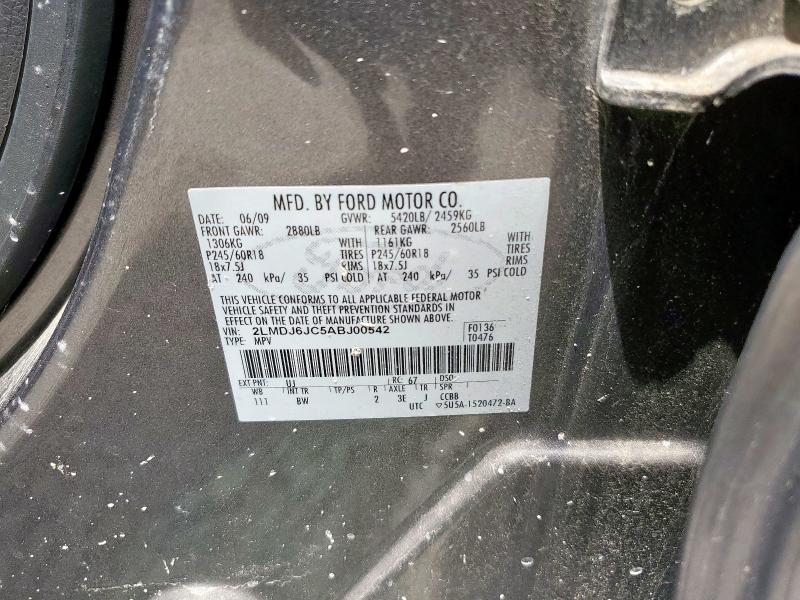 MFD. BY FORD MOTOR CO.
DATE: 06/09 GVWR: 5420LB/ 2459KG
FRONT GAWR: 2880LB REAR GAWR: 2560LB
1306KG WITH 1161KG WITH
P245/60R18 TIRES P245/60R18 TIRES
18x7.5J RIMS 18x7.5J RIMS
AT 240 kPa/ 35 PSI COLD AT 240 kPa/ 35 PSI COLD
THIS VEHICLE CONFORMS TO ALL APPLICABLE FEDERAL MOTOR
VEHICLE SAFETY AND THEFT PREVENTION STANDARDS IN
EFFECT ON THE DATE OF MANUFACTURE SHOWN ABOVE.
VIN: 2LMDJ6JC5ABJ00542 F0136
TYPE: MPV T0476
EXT PNT: UJ RC: 67 DSO:
WB INT TR TP/PS R AXLE TR SPR
111 BW 2 3E J CCBB
UTC ▽5U5A-1520472-BA